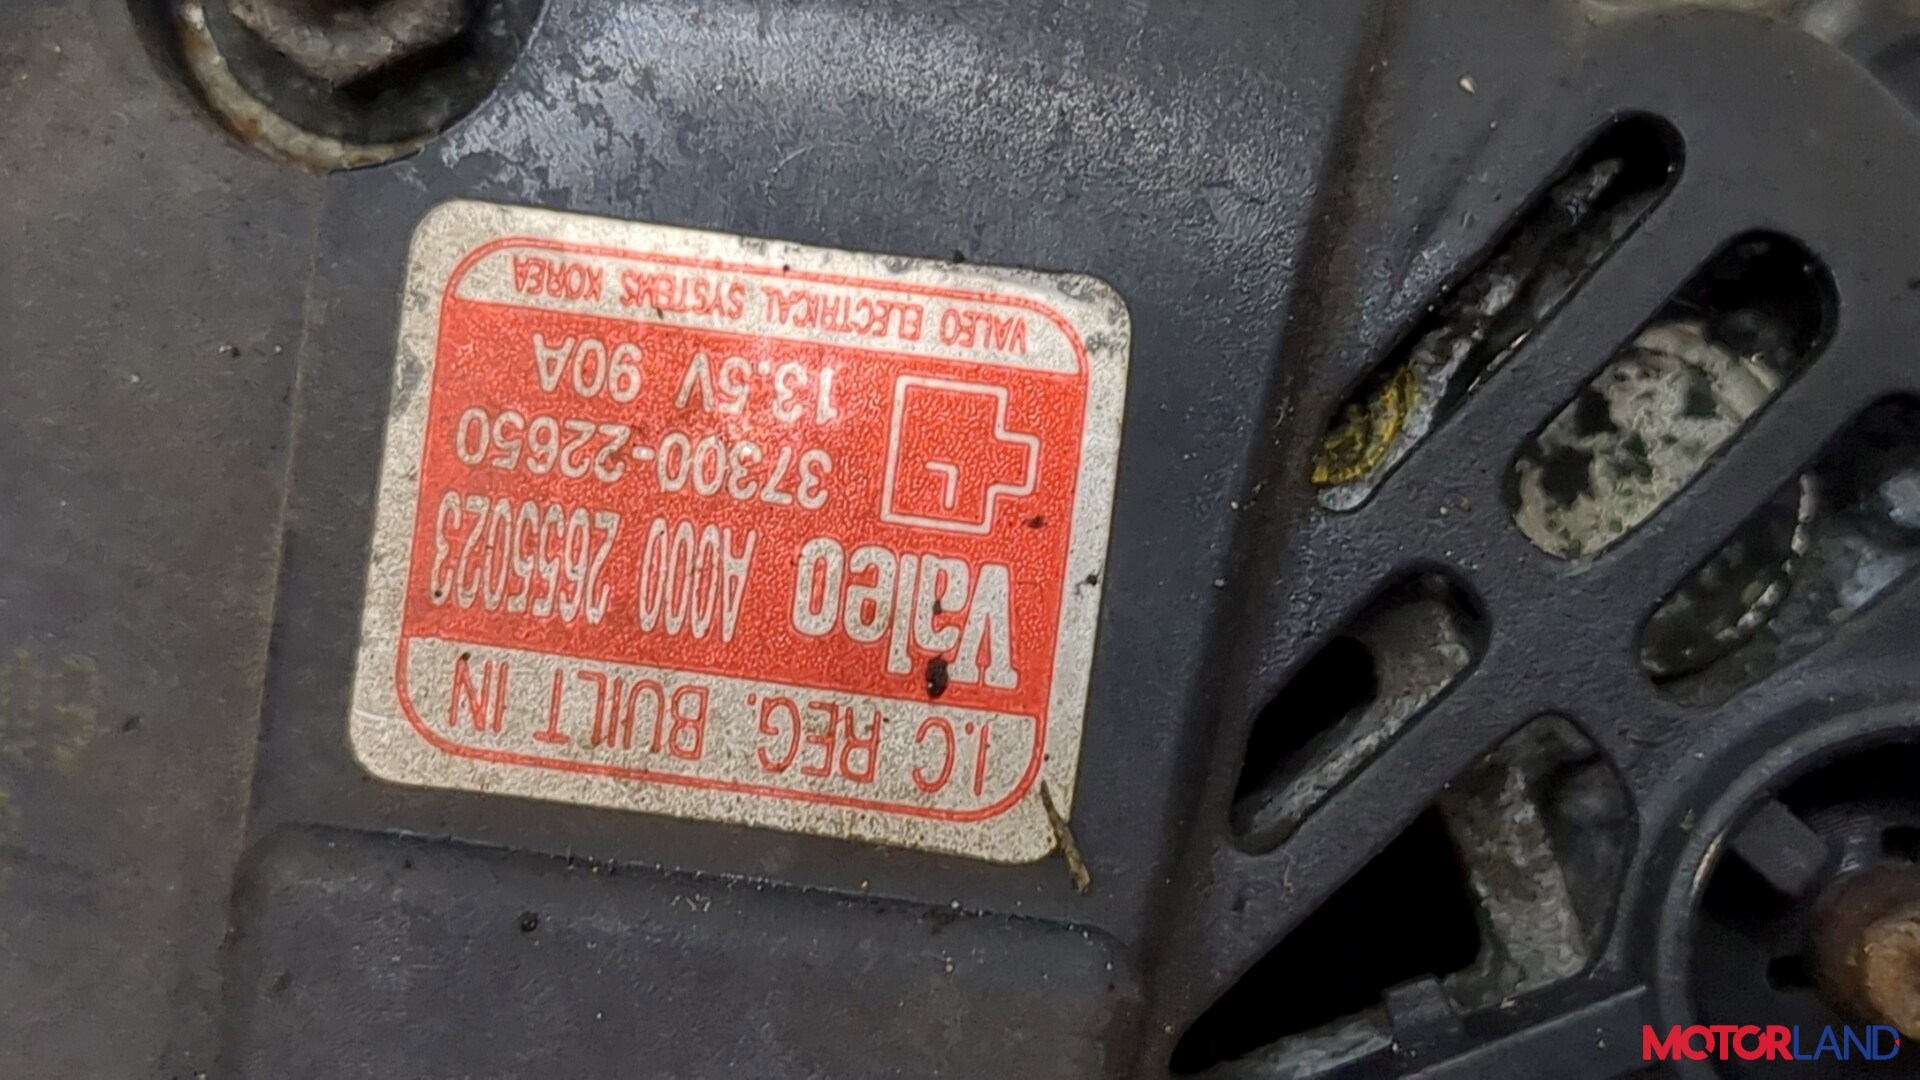 I.C REG. BUILT IN
Valeo A000 2655023
37300-22650
L
13.5V 90A
VALEO ELECTRICAL SYSTEMS KOREA
MOTORLAND